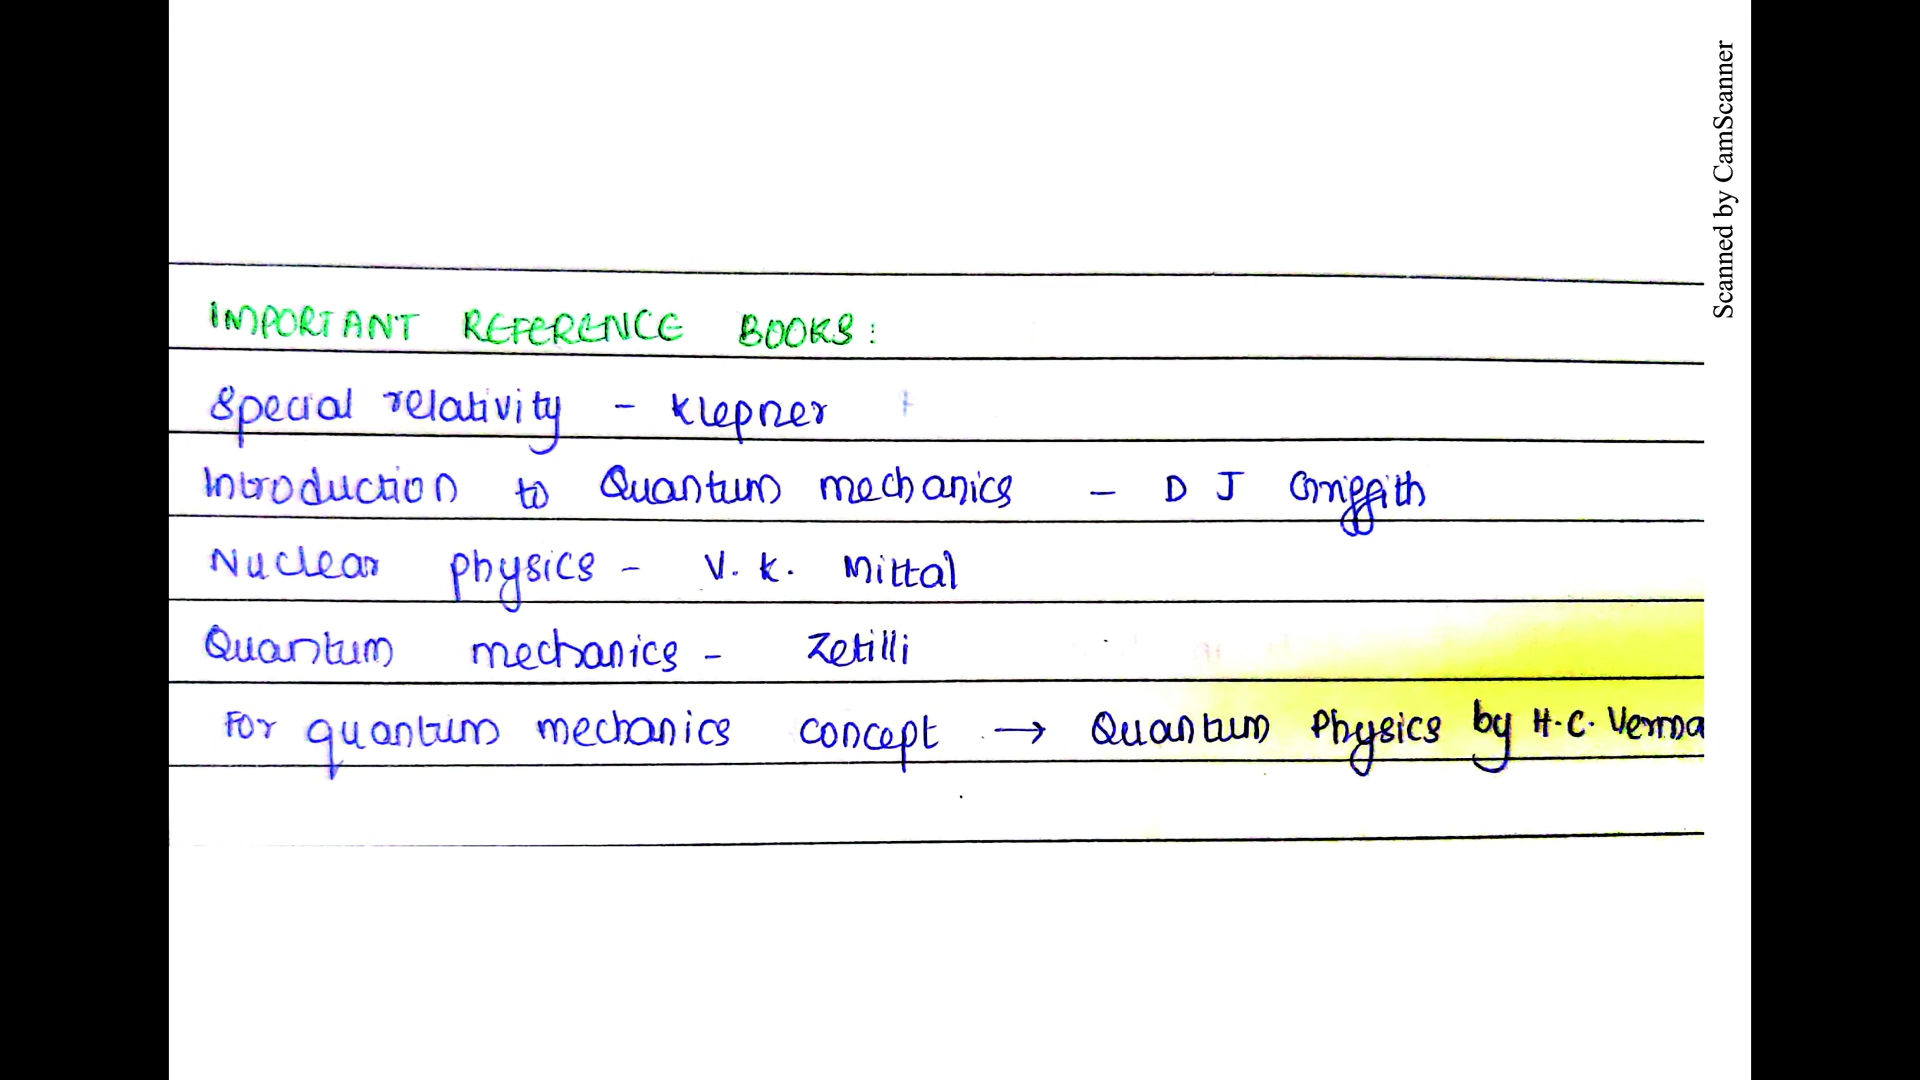 IMPORTANT REFERENCE BOOKS:
Special relativity - Klepner
Introduction to Quantum mechanics - D J Griffith
Nuclear physics - V. K. Mittal
Quantum mechanics - Zetilli
For quantum mechanics concept → Quantum Physics by H.C. Verma
Scanned by CamScanner